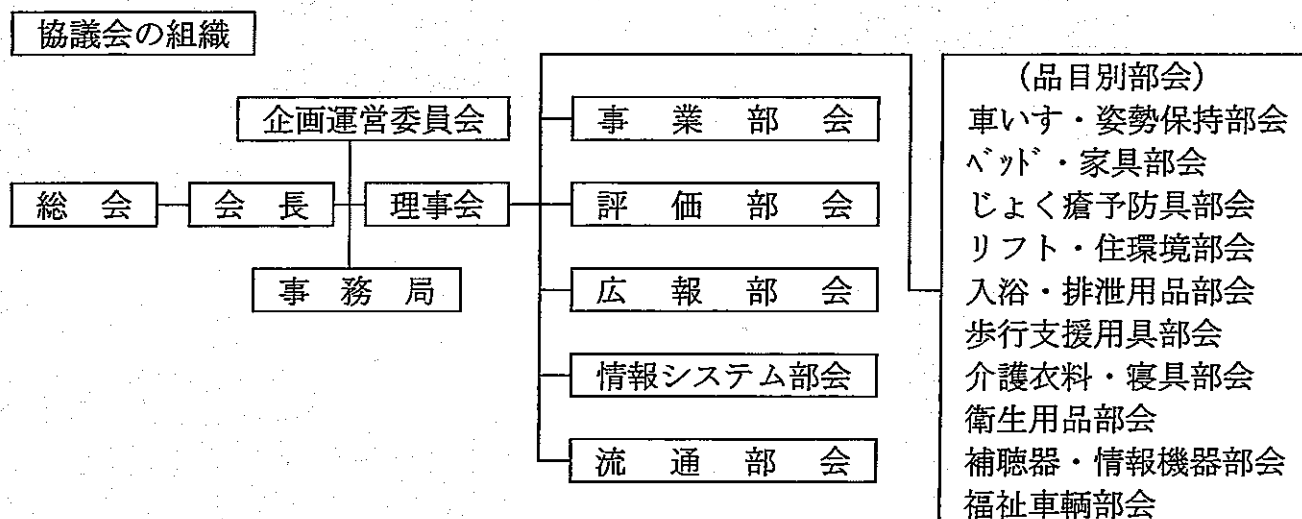 協議会の組織
企画運営委員会
総 会
会 長
理事会
事 務 局
事 業 部 会
評 価 部 会
広 報 部 会
情報システム部会
流 通 部 会
(品目別部会)
車いす・姿勢保持部会
ベッド・家具部会
じょく瘡予防具部会
リフト・住環境部会
入浴・排泄用品部会
歩行支援用具部会
介護衣料・寝具部会
衛生用品部会
補聴器・情報機器部会
福祉車輌部会